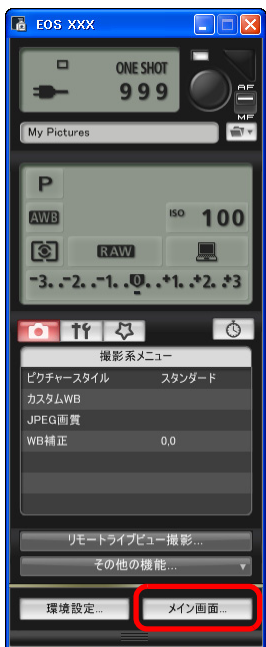 EOS XXX
ONE SHOT
999
AF
MF
My Pictures
P
AWB
ISO 100
RAW
-3..-2..-1..0..+1..+2..+3
撮影系メニュー
ピクチャースタイル スタンダード
カスタムWB
JPEG画質
WB補正 0,0
リモートライブビュー撮影...
その他の機能...
環境設定... メイン画面...